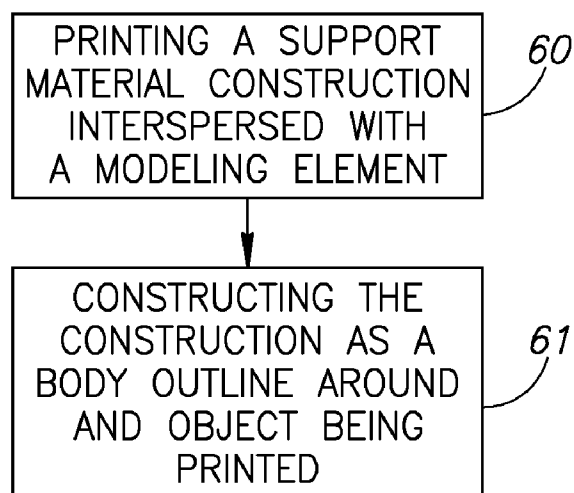 PRINTING A SUPPORT
MATERIAL CONSTRUCTION
INTERSPERSED WITH
A MODELING ELEMENT
60
CONSTRUCTING THE
CONSTRUCTION AS A
BODY OUTLINE AROUND
AND OBJECT BEING
PRINTED
61